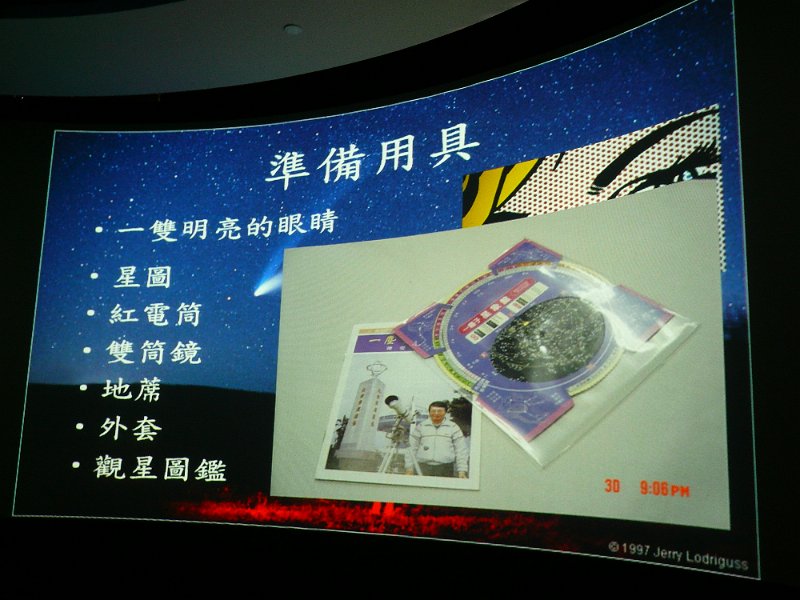 準備用具
• 一雙明亮的眼睛
• 星圖
• 紅電筒
• 雙筒鏡
• 地蓆
• 外套
• 觀星圖鑑
30 9:06PM
©1997 Jerry Lodriguss